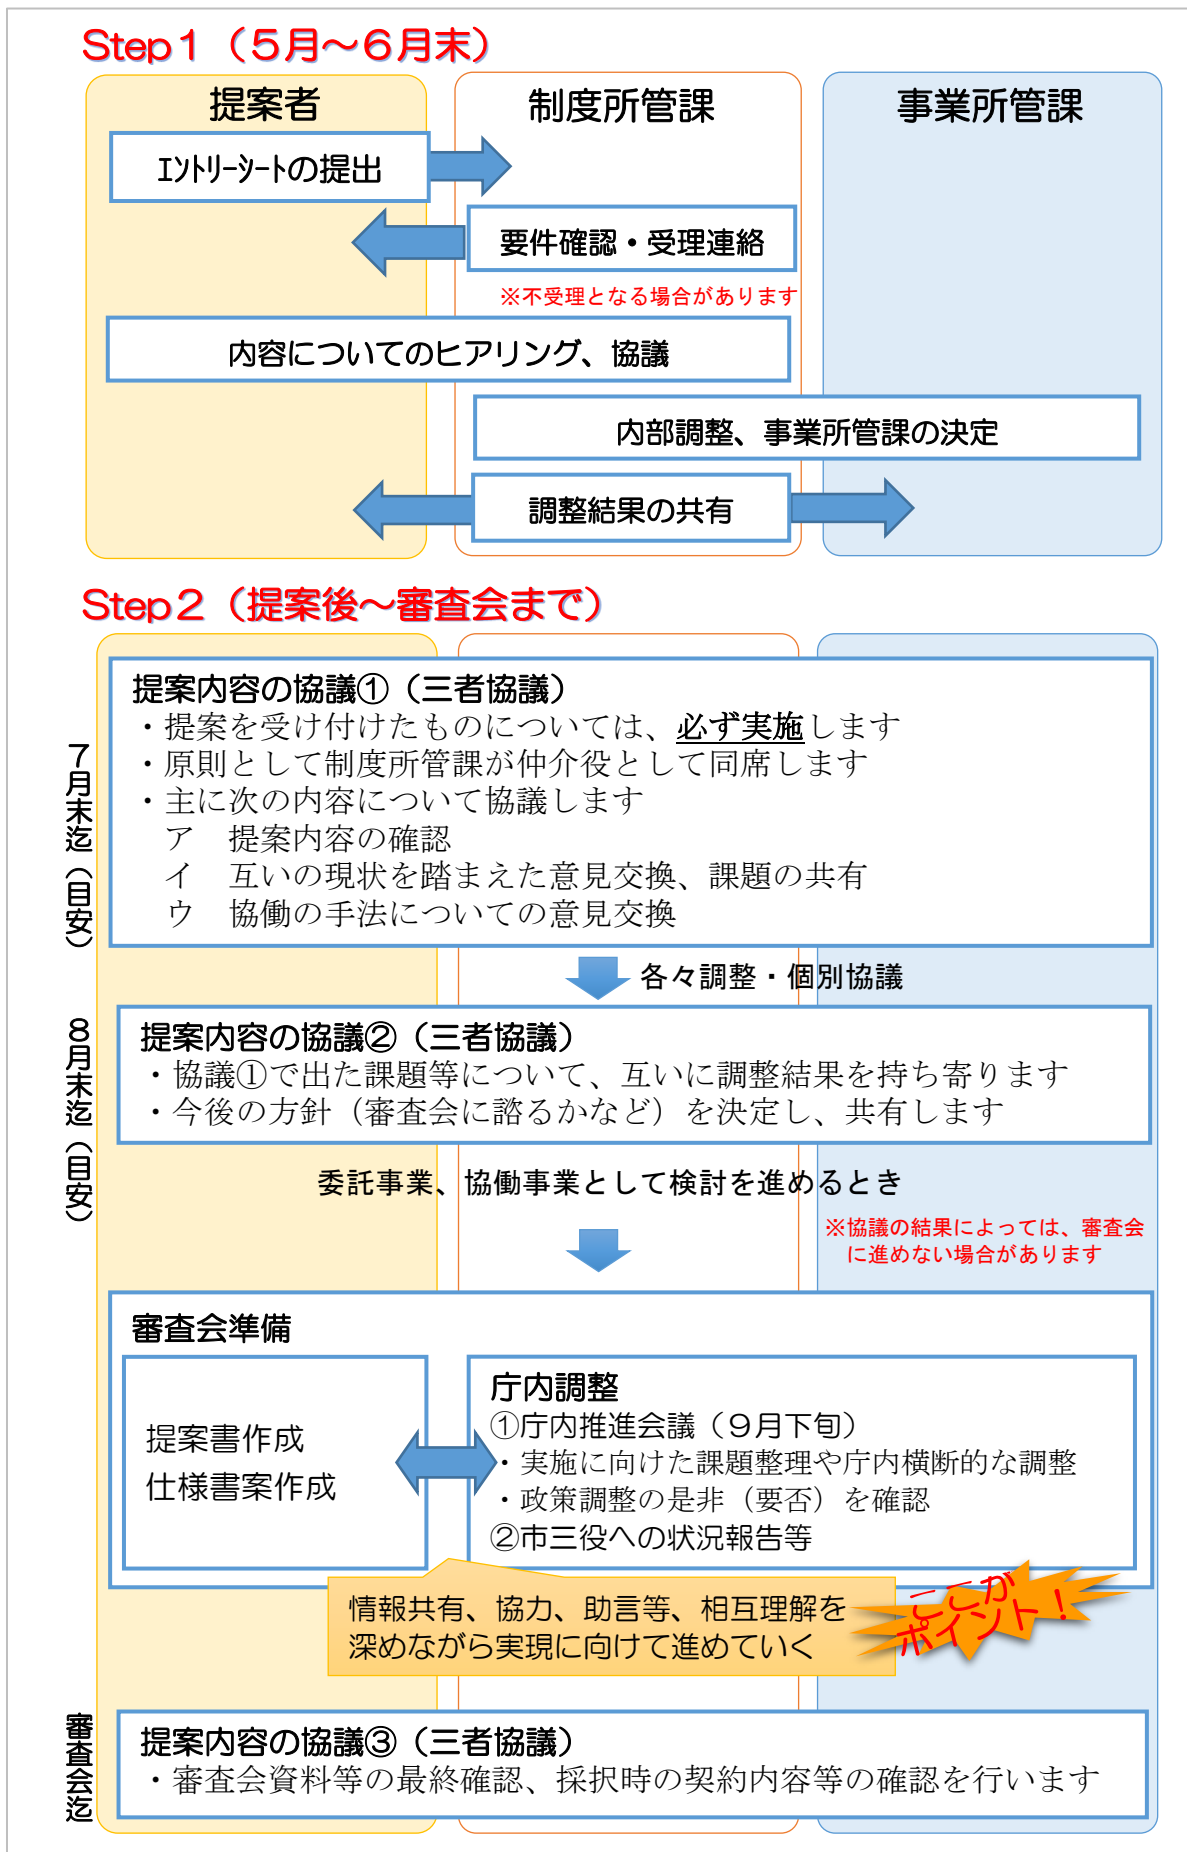 Step1（5月～6月末）
提案者
制度所管課
事業所管課
ｴﾝﾄﾘｰｼｰﾄの提出
要件確認・受理連絡
※不受理となる場合があります
内容についてのヒアリング、協議
内部調整、事業所管課の決定
調整結果の共有
Step2（提案後～審査会まで）
7月末迄（目安）
提案内容の協議①（三者協議）
・提案を受け付けたものについては、必ず実施します
・原則として制度所管課が仲介役として同席します
・主に次の内容について協議します
ア　提案内容の確認
イ　互いの現状を踏まえた意見交換、課題の共有
ウ　協働の手法についての意見交換
各々調整・個別協議
8月末迄（目安）
提案内容の協議②（三者協議）
・協議①で出た課題等について、互いに調整結果を持ち寄ります
・今後の方針（審査会に諮るかなど）を決定し、共有します
委託事業、協働事業として検討を進めるとき
※協議の結果によっては、審査会
に進めない場合があります
審査会準備
提案書作成
仕様書案作成
庁内調整
①庁内推進会議（9月下旬）
・実施に向けた課題整理や庁内横断的な調整
・政策調整の是非（要否）を確認
②市三役への状況報告等
情報共有、協力、助言等、相互理解を
深めながら実現に向けて進めていく
ここが
ポイント！
審査会迄
提案内容の協議③（三者協議）
・審査会資料等の最終確認、採択時の契約内容等の確認を行います